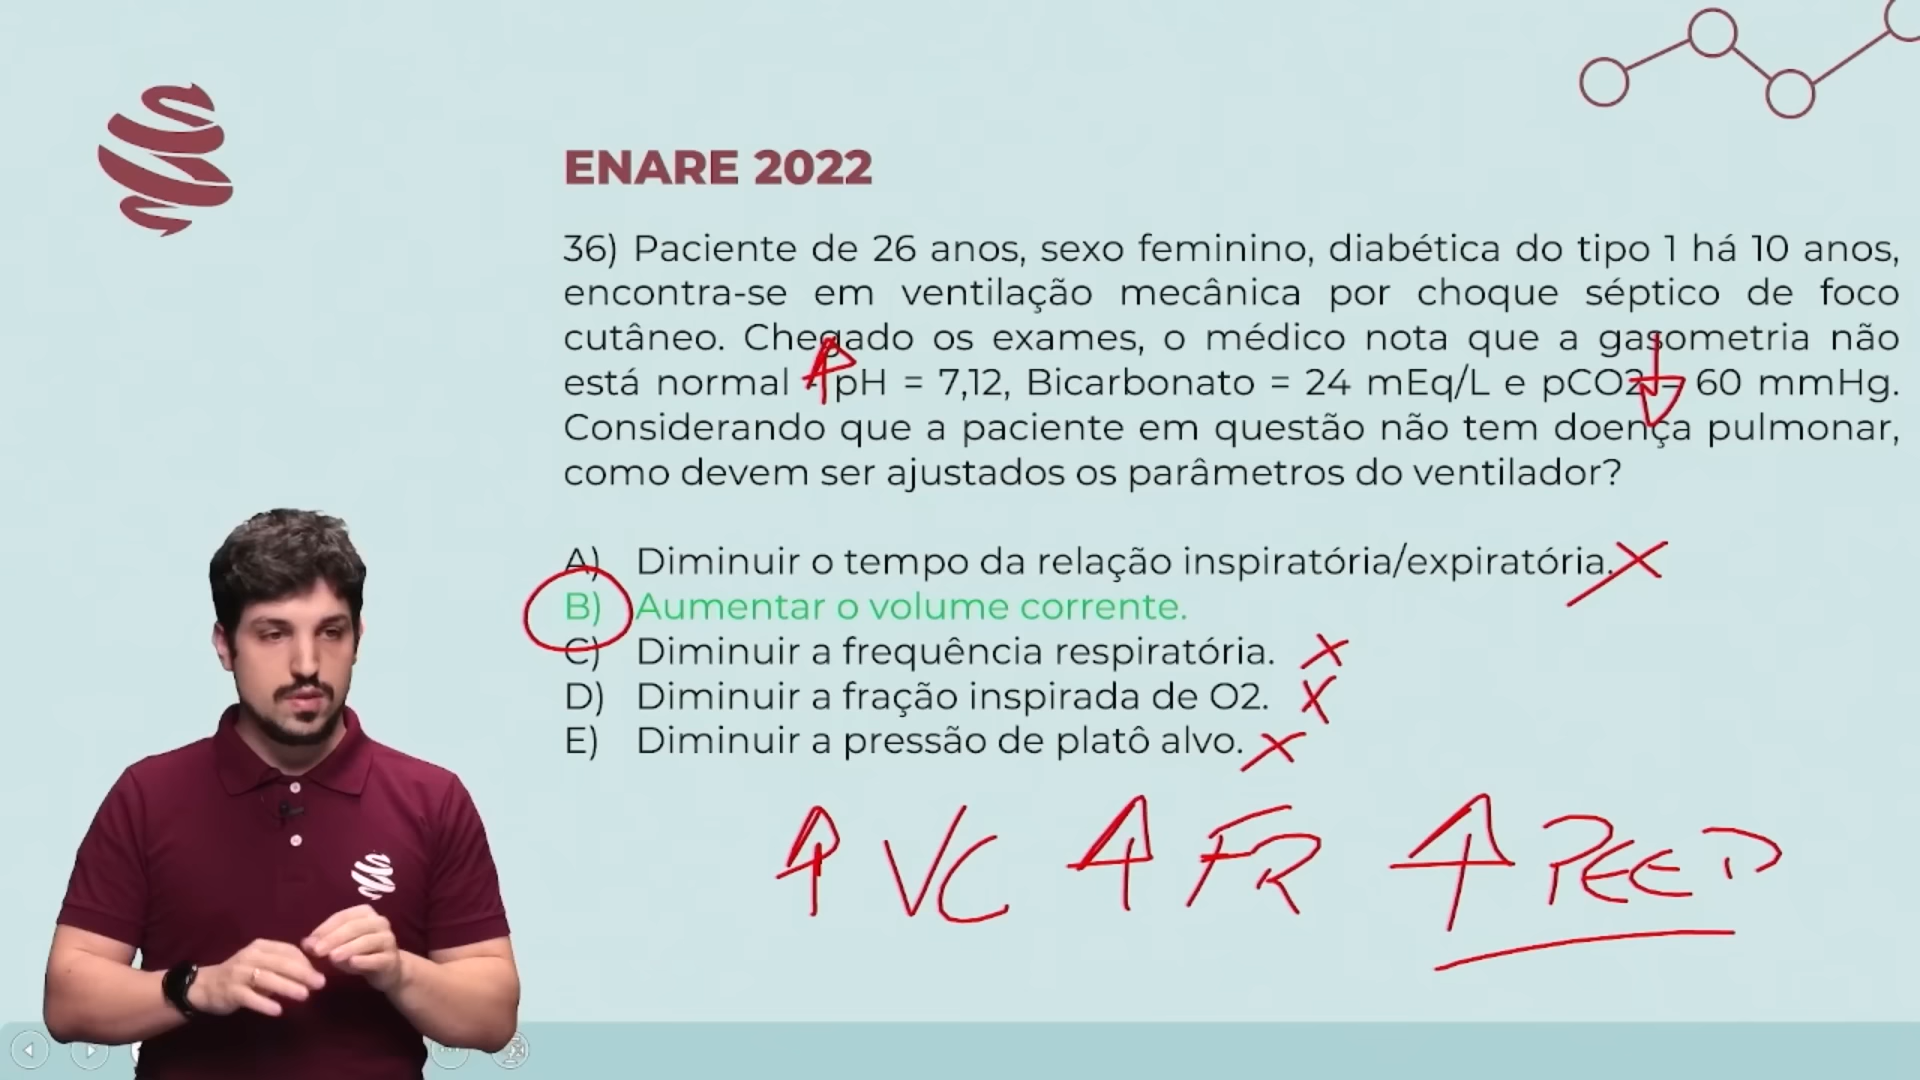 ENARE 2022
36) Paciente de 26 anos, sexo feminino, diabética do tipo 1 há 10 anos,
encontra-se em ventilação mecânica por choque séptico de foco
cutâneo. Chegado os exames, o médico nota que a gasometria não
está normal - pH = 7,12, Bicarbonato = 24 mEq/L e pCO2 = 60 mmHg.
Considerando que a paciente em questão não tem doença pulmonar,
como devem ser ajustados os parâmetros do ventilador?
A) Diminuir o tempo da relação inspiratória/expiratória.
B) Aumentar o volume corrente.
C) Diminuir a frequência respiratória.
D) Diminuir a fração inspirada de O2.
E) Diminuir a pressão de platô alvo.
↑ VC ↑ FR ↑ PEEP